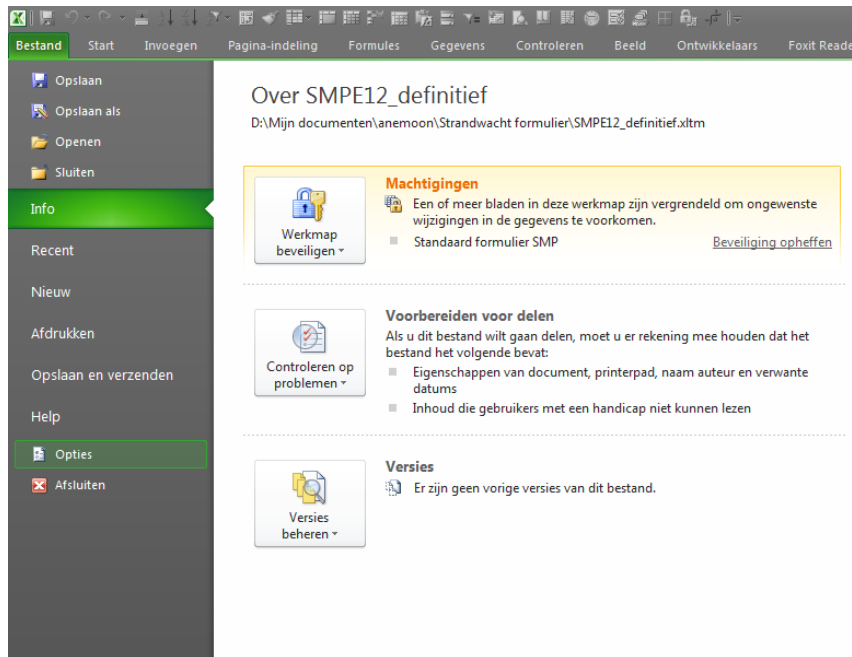 Bestand Start Invoegen Pagina-indeling Formules Gegevens Controleren Beeld Ontwikkelaars Foxit Reade
Opslaan
Opslaan als
Openen
Sluiten
Info
Recent
Nieuw
Afdrukken
Opslaan en verzenden
Help
Opties
Afsluiten
Over SMPE12_definitief
D:\Mijn documenten\anemoon\Strandwacht formulier\SMPE12_definitief.xltm
Werkmap
beveiligen
Machtigingen
Een of meer bladen in deze werkmap zijn vergrendeld om ongewenste
wijzigingen in de gegevens te voorkomen.
Standaard formulier SMP Beveiliging opheffen
Controleren op
problemen
Voorbereiden voor delen
Als u dit bestand wilt gaan delen, moet u er rekening mee houden dat het
bestand het volgende bevat:
Eigenschappen van document, printerpad, naam auteur en verwante
datums
Inhoud die gebruikers met een handicap niet kunnen lezen
Versies
beheren
Versies
Er zijn geen vorige versies van dit bestand.